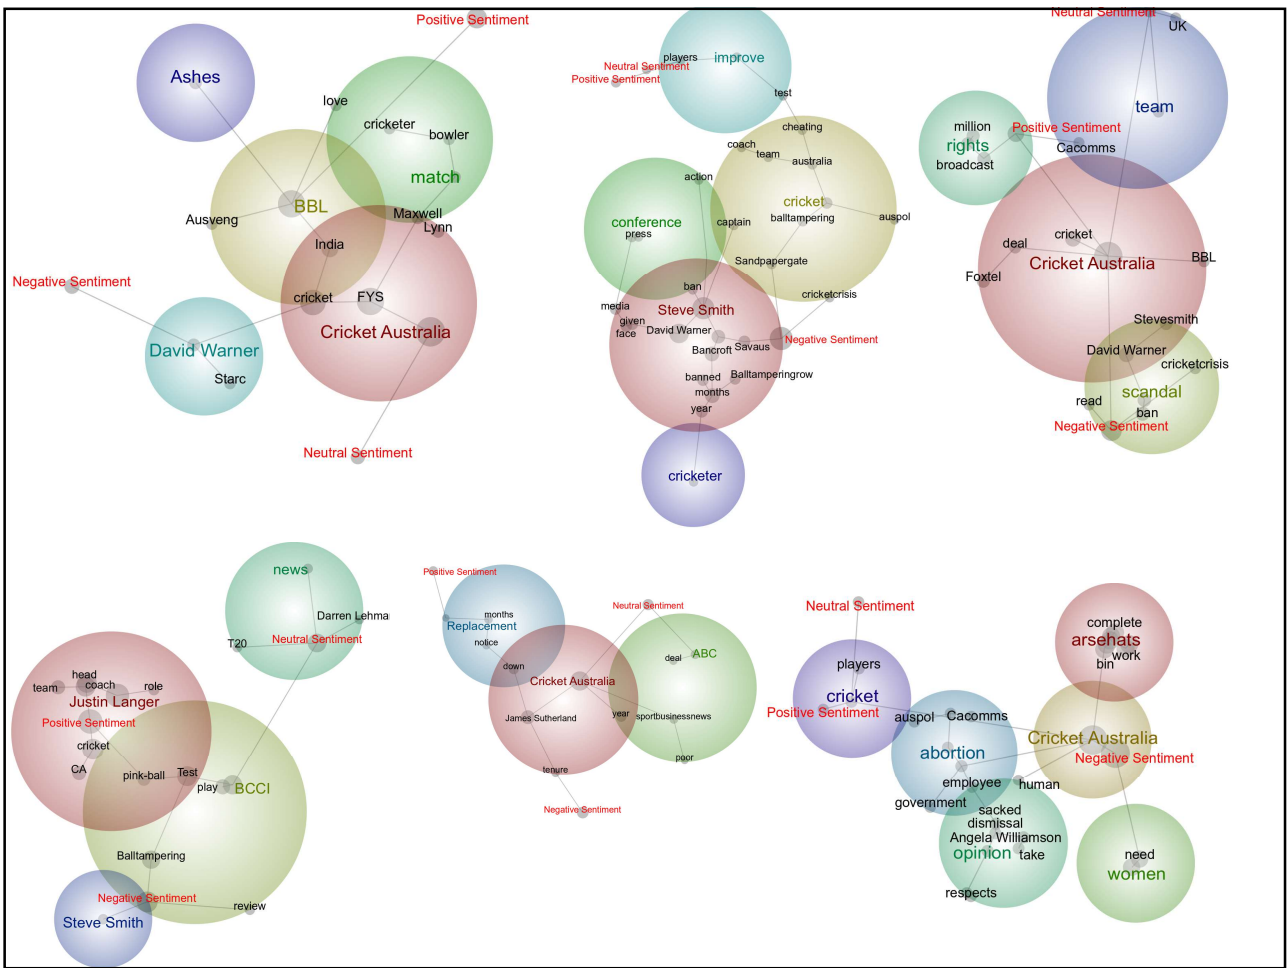 Positive Sentiment
Ashes
love
cricketer
bowler
match
BBL
Ausveng
Maxwell
Lynn
India
Negative Sentiment
cricket
FYS
Cricket Australia
David Warner
Starc
Neutral Sentiment
players
improve
Neutral Sentiment
Positive Sentiment
test
cheating
coach
team
australia
action
cricket
conference
press
captain
balltampering
auspol
Sandpapergate
ban
cricketcrisis
media
Steve Smith
given
face
David Warner
Bancroft
Savaus
Negative Sentiment
banned
Balltamperingrow
months
year
cricketer
Neutral Sentiment
UK
team
million
Positive Sentiment
rights
Cacomms
broadcast
cricket
deal
Cricket Australia
BBL
Foxtel
Stevesmith
David Warner
cricketcrisis
scandal
read
ban
Negative Sentiment
news
Darren Lehma
T20
Neutral Sentiment
head
team
coach
role
Justin Langer
Positive Sentiment
cricket
CA
pink-ball
Test
play
BCCI
Balltampering
Negative Sentiment
review
Steve Smith
Positive Sentiment
Neutral Sentiment
months
Replacement
notice
ABC
deal
down
Cricket Australia
James Sutherland
year
sportbusinessnews
poor
tenure
Negative Sentiment
Neutral Sentiment
complete
arsehats
work
bin
players
cricket
Positive Sentiment
auspol
Cacomms
Cricket Australia
abortion
Negative Sentiment
employee
human
government
sacked
dismissal
Angela Williamson
opinion
take
respects
need
women